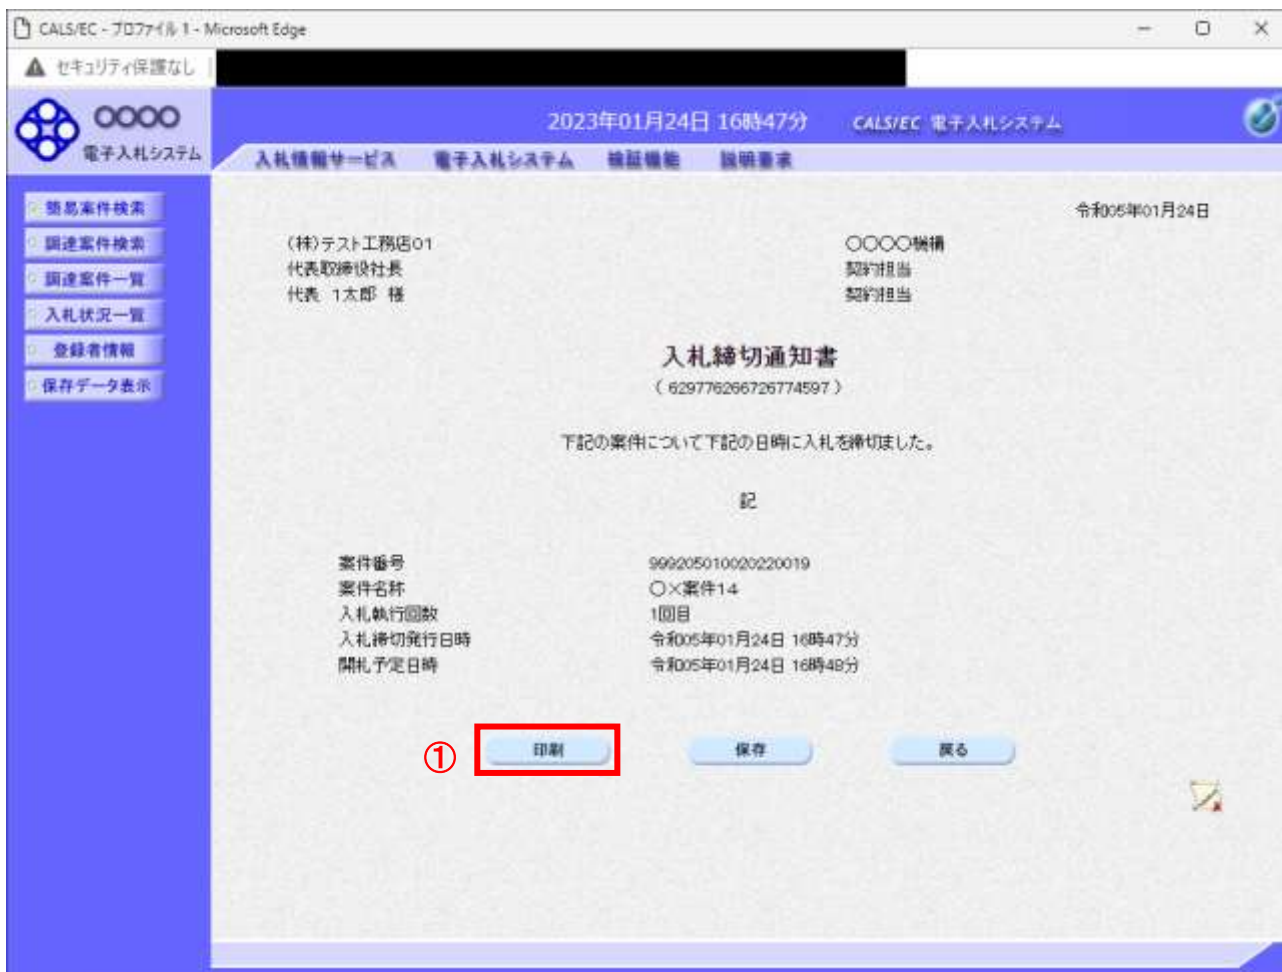 CALS/EC - プロファイル 1 - Microsoft Edge
セキュリティ保護なし
○○○○
電子入札システム
2023年01月24日 16時47分
CALS/EC 電子入札システム
入札情報サービス 電子入札システム 検証機能 説明要求
簡易案件検索
調達案件検索
調達案件一覧
入札状況一覧
登録者情報
保存データ表示
令和05年01月24日
(株)テスト工務店01
代表取締役社長
代表 1太郎 様
○○○○機構
契約担当
契約担当
入札締切通知書
( 629776266726774597 )
下記の案件について下記の日時に入札を締切ました。
記
案件番号 999205010020220019
案件名称 ○×案件14
入札執行回数 1回目
入札締切発行日時 令和05年01月24日 16時47分
開札予定日時 令和05年01月24日 16時48分
① 印刷 保存 戻る